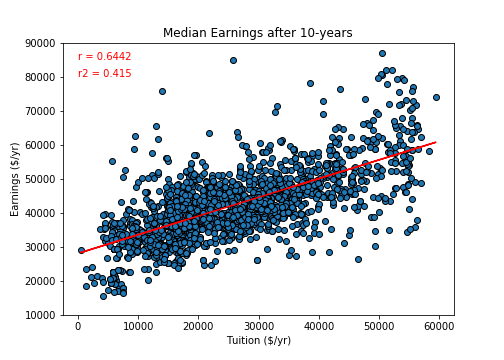 Median Earnings after 10-years
r = 0.6442
r2 = 0.415
90000
80000
70000
60000
50000
40000
30000
20000
10000
Earnings ($/yr)
0 10000 20000 30000 40000 50000 60000
Tuition ($/yr)